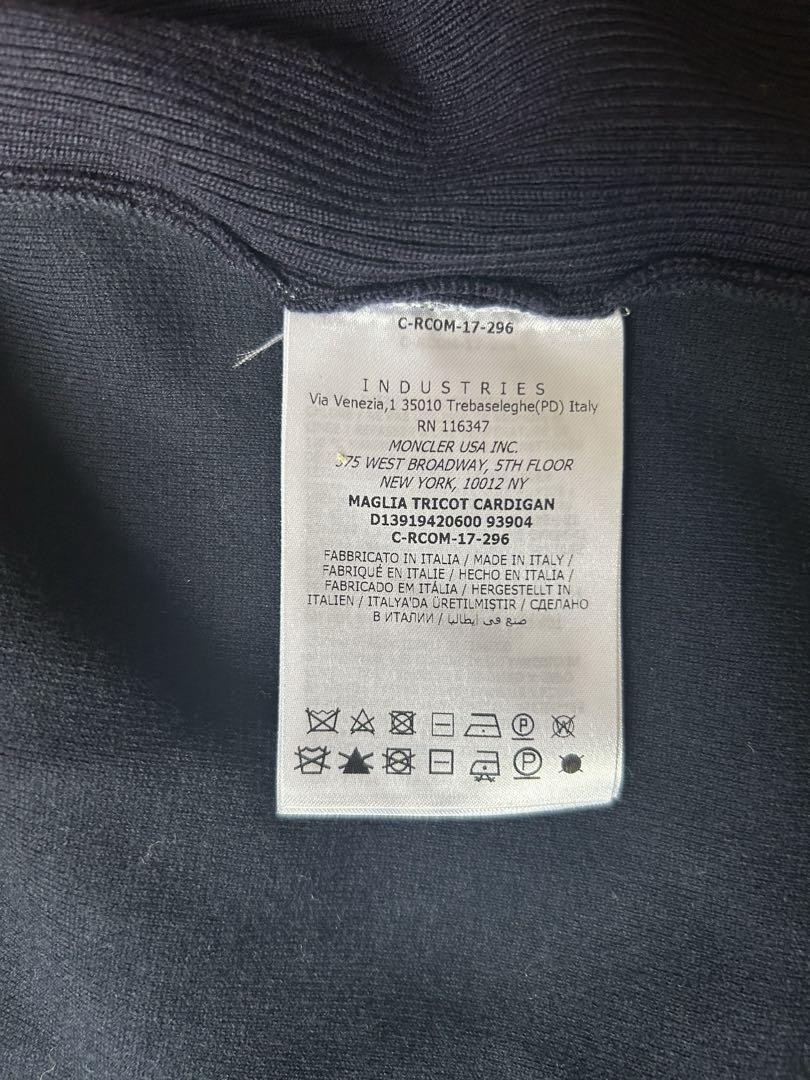 C-RCOM-17-296
INDUSTRIES
Via Venezia,1 35010 Trebaseleghe(PD) Italy
RN 116347
MONCLER USA INC.
375 WEST BROADWAY, 5TH FLOOR
NEW YORK, 10012 NY
MAGLIA TRICOT CARDIGAN
D13919420600 93904
C-RCOM-17-296
FABBRICATO IN ITALIA / MADE IN ITALY /
FABRIQUÉ EN ITALIE / HECHO EN ITALIA /
FABRICADO EM ITÁLIA / HERGESTELLT IN
ITALIEN / ITALYA'DA ÜRETILMIŞTIR / СДЕЛАНО
В ИТАЛИИ / صنع في إيطاليا
P W
P